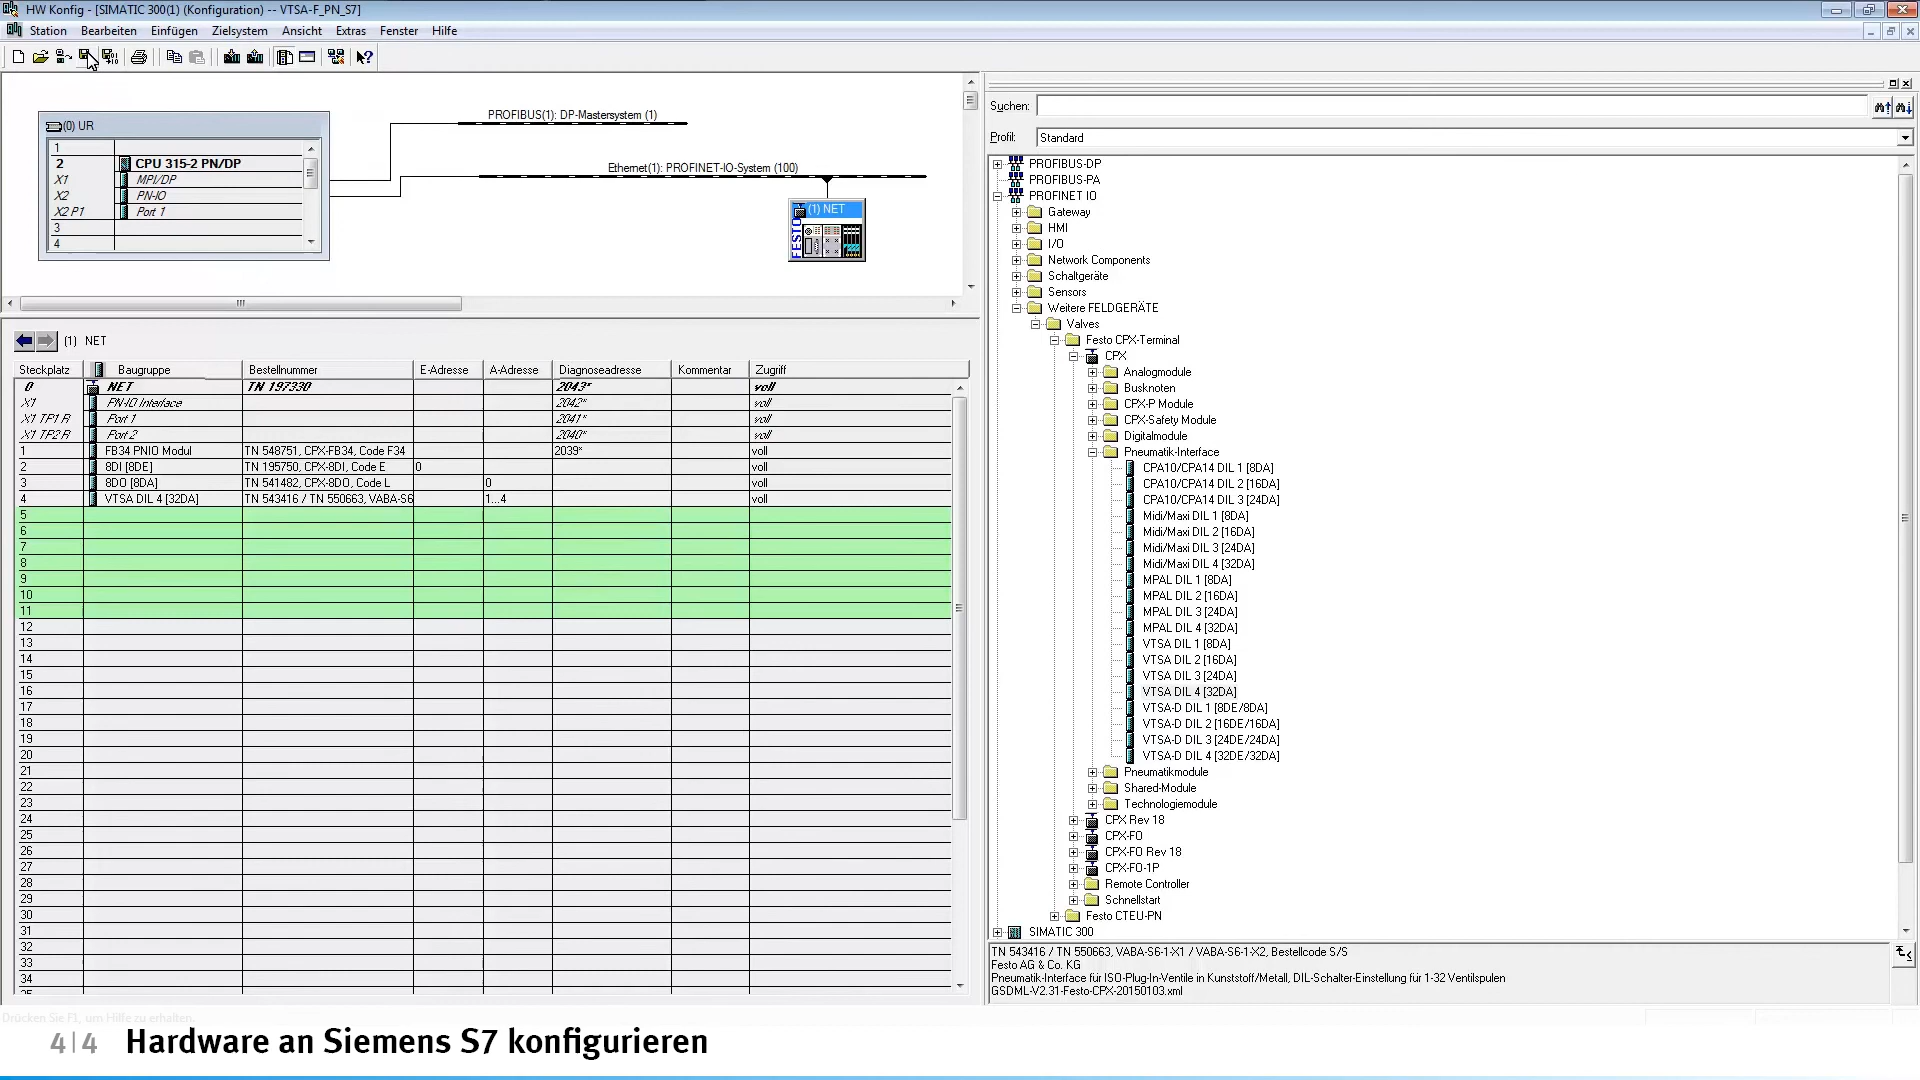 HW Konfig - [SIMATIC 300(1) (Konfiguration) -- VTSA-F_PN_S7]
Station Bearbeiten Einfügen Zielsystem Ansicht Extras Fenster Hilfe
(0) UR
1
2 CPU 315-2 PN/DP
X1 MPI/DP
X2 PN-IO
X2 P1 Port 1
3
4
PROFIBUS(1): DP-Mastersystem (1)
Ethernet(1): PROFINET-IO-System (100)
(1) NET
FESTO
(1) NET
Steckplatz Baugruppe Bestellnummer E-Adresse A-Adresse Diagnoseadresse Kommentar Zugriff
0 NET TN 197330 2043* voll
X1 PN-IO Interface 2042* voll
X1 TP1 R Port 1 2041* voll
X1 TP2 R Port 2 2040* voll
1 FB34 PNIO Modul TN 548751, CPX-FB34, Code F34 2039* voll
2 8DI [8DE] TN 195750, CPX-8DI, Code E 0 voll
3 8DO [8DA] TN 541482, CPX-8DO, Code L 0 voll
4 VTSA DIL 4 [32DA] TN 543416 / TN 550663, VABA-S6 1...4 voll
5
6
7
8
9
10
11
12
13
14
15
16
17
18
19
20
21
22
23
24
25
26
27
28
29
30
31
32
33
34
Suchen:
Profil: Standard
PROFIBUS-DP
PROFIBUS-PA
PROFINET IO
Gateway
HMI
I/O
Network Components
Schaltgeräte
Sensors
Weitere FELDGERÄTE
Valves
Festo CPX-Terminal
CPX
Analogmodule
Busknoten
CPX-P Module
CPX-Safety Module
Digitalmodule
Pneumatik-Interface
CPA10/CPA14 DIL 1 [8DA]
CPA10/CPA14 DIL 2 [16DA]
CPA10/CPA14 DIL 3 [24DA]
Midi/Maxi DIL 1 [8DA]
Midi/Maxi DIL 2 [16DA]
Midi/Maxi DIL 3 [24DA]
Midi/Maxi DIL 4 [32DA]
MPAL DIL 1 [8DA]
MPAL DIL 2 [16DA]
MPAL DIL 3 [24DA]
MPAL DIL 4 [32DA]
VTSA DIL 1 [8DA]
VTSA DIL 2 [16DA]
VTSA DIL 3 [24DA]
VTSA DIL 4 [32DA]
VTSA-D DIL 1 [8DE/8DA]
VTSA-D DIL 2 [16DE/16DA]
VTSA-D DIL 3 [24DE/24DA]
VTSA-D DIL 4 [32DE/32DA]
Pneumatikmodule
Shared-Module
Technologiemodule
CPX Rev 18
CPX-FO
CPX-FO Rev 18
CPX-FO-1P
Remote Controller
Schnellstart
Festo CTEU-PN
SIMATIC 300
TN 543416 / TN 550663, VABA-S6-1-X1 / VABA-S6-1-X2, Bestellcode S/S
Festo AG & Co. KG
Pneumatik-Interface für ISO-Plug-In-Ventile in Kunststoff/Metall, DIL-Schalter-Einstellung für 1-32 Ventilspulen
GSDML-V2.31-Festo-CPX-20150103.xml
Drücken Sie F1, um Hilfe zu erhalten.
4|4 Hardware an Siemens S7 konfigurieren